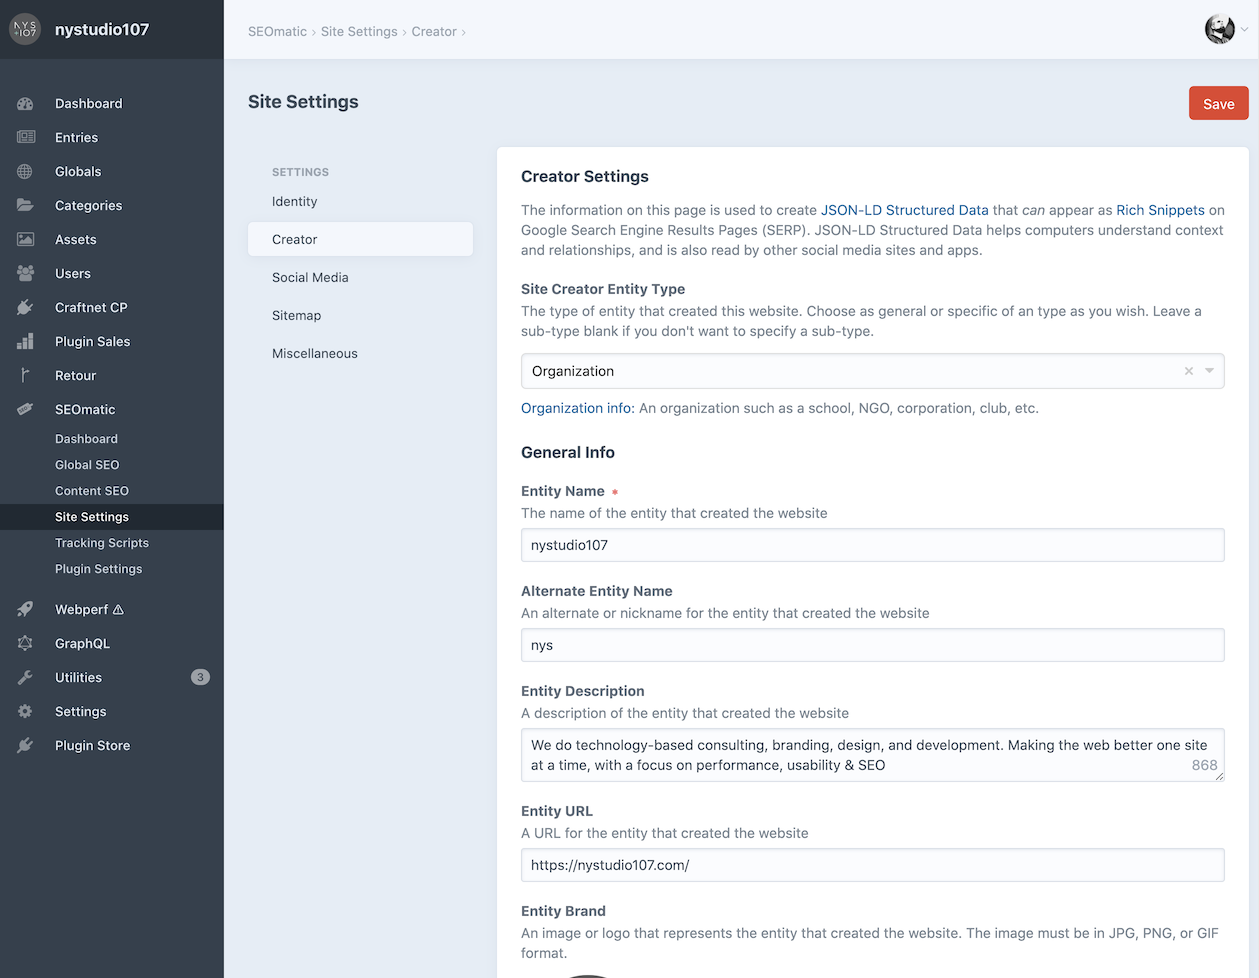 NYS
+107
nystudio107
SEOmatic › Site Settings › Creator ›
Dashboard
Entries
Globals
Categories
Assets
Users
Craftnet CP
Plugin Sales
Retour
SEOmatic
Dashboard
Global SEO
Content SEO
Site Settings
Tracking Scripts
Plugin Settings
Webperf ⚠
GraphQL
Utilities 3
Settings
Plugin Store
Site Settings
Save
SETTINGS
Identity
Creator
Social Media
Sitemap
Miscellaneous
Creator Settings
The information on this page is used to create JSON-LD Structured Data that can appear as Rich Snippets on
Google Search Engine Results Pages (SERP). JSON-LD Structured Data helps computers understand context
and relationships, and is also read by other social media sites and apps.
Site Creator Entity Type
The type of entity that created this website. Choose as general or specific of an type as you wish. Leave a
sub-type blank if you don't want to specify a sub-type.
Organization
Organization info: An organization such as a school, NGO, corporation, club, etc.
General Info
Entity Name *
The name of the entity that created the website
nystudio107
Alternate Entity Name
An alternate or nickname for the entity that created the website
nys
Entity Description
A description of the entity that created the website
We do technology-based consulting, branding, design, and development. Making the web better one site
at a time, with a focus on performance, usability & SEO
868
Entity URL
A URL for the entity that created the website
https://nystudio107.com/
Entity Brand
An image or logo that represents the entity that created the website. The image must be in JPG, PNG, or GIF
format.